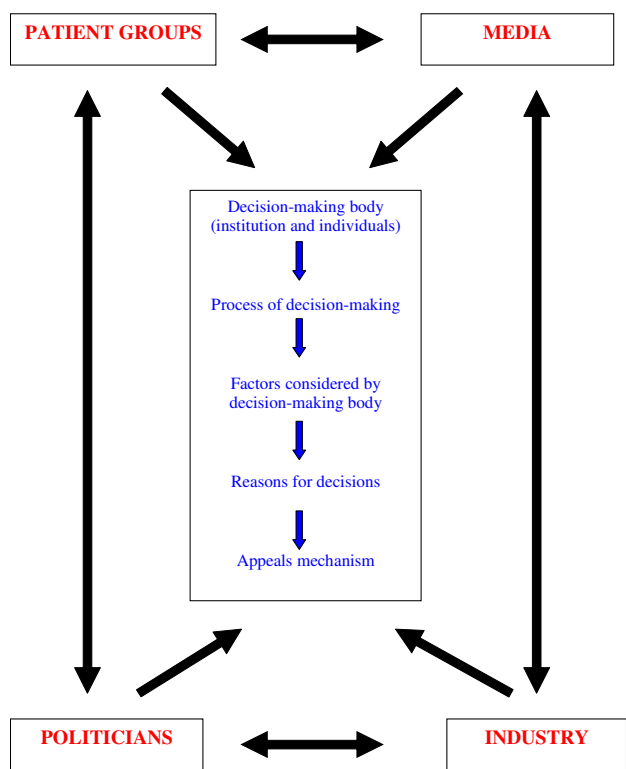 PATIENT GROUPS
MEDIA
Decision-making body
(institution and individuals)
Process of decision-making
Factors considered by
decision-making body
Reasons for decisions
Appeals mechanism
POLITICIANS
INDUSTRY